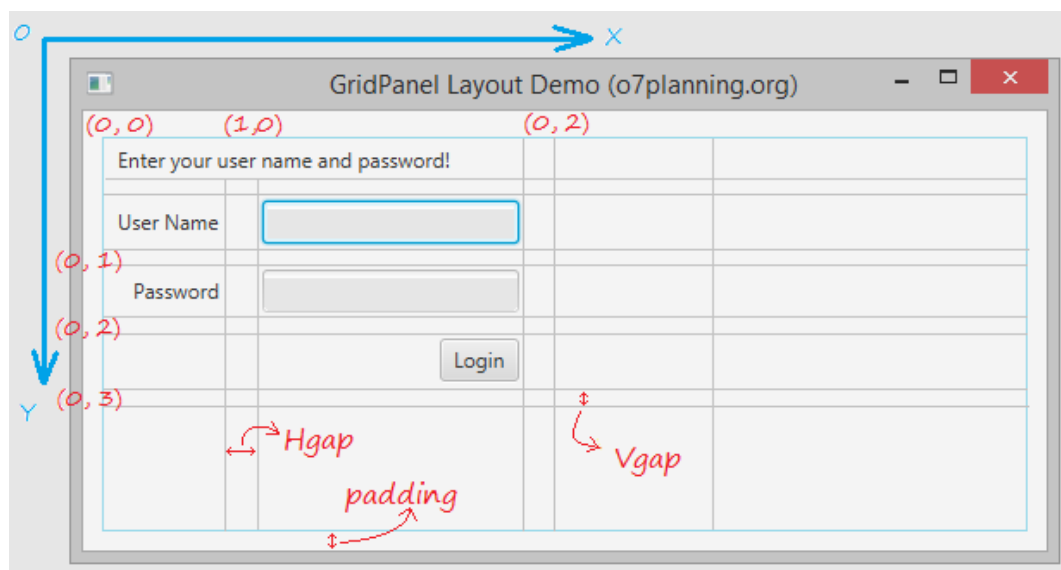 O
X
GridPanel Layout Demo (o7planning.org)
(0, 0) (1,0) (0, 2)
Enter your user name and password!
User Name
(0, 1)
Password
(0, 2)
Login
Y
(0, 3)
Hgap
Vgap
padding